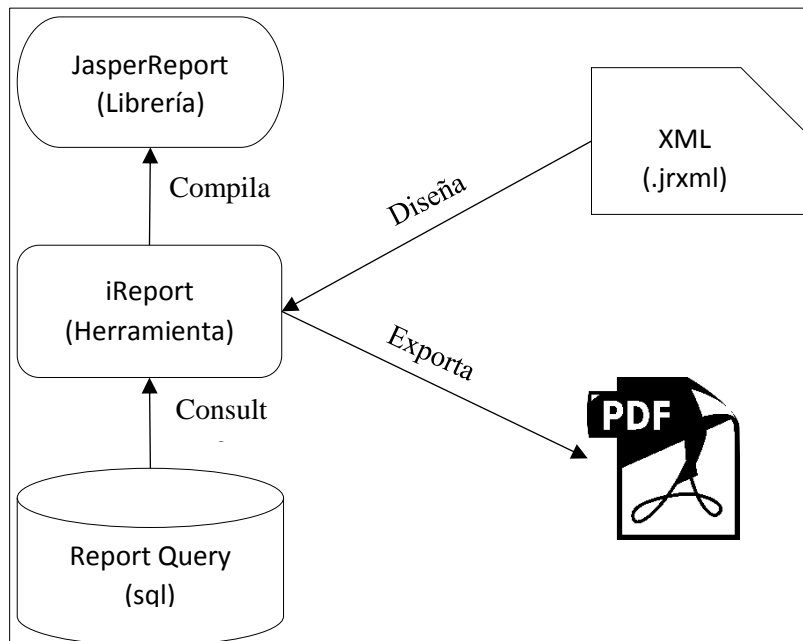 JasperReport
(Librería)
XML
(.jrxml)
Compila
Diseña
iReport
(Herramienta)
Exporta
Consult
PDF
Report Query
(sql)